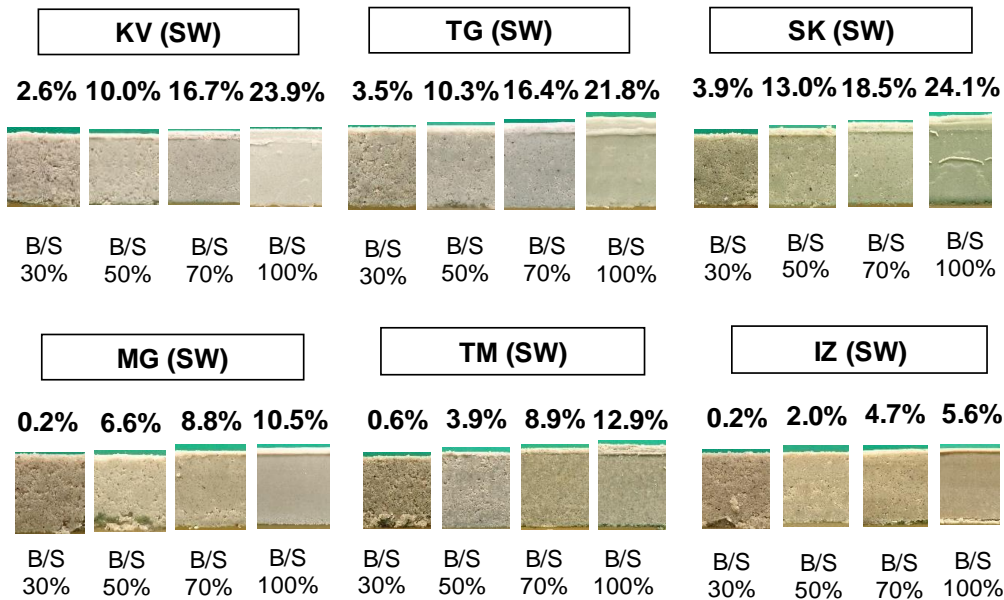 KV (SW)
TG (SW)
SK (SW)
2.6% 10.0% 16.7% 23.9%
3.5% 10.3% 16.4% 21.8%
3.9% 13.0% 18.5% 24.1%
B/S B/S B/S B/S
30% 50% 70% 100%
B/S B/S B/S B/S
30% 50% 70% 100%
B/S B/S B/S B/S
30% 50% 70% 100%
MG (SW)
TM (SW)
IZ (SW)
0.2% 6.6% 8.8% 10.5%
0.6% 3.9% 8.9% 12.9%
0.2% 2.0% 4.7% 5.6%
B/S B/S B/S B/S
30% 50% 70% 100%
B/S B/S B/S B/S
30% 50% 70% 100%
B/S B/S B/S B/S
30% 50% 70% 100%